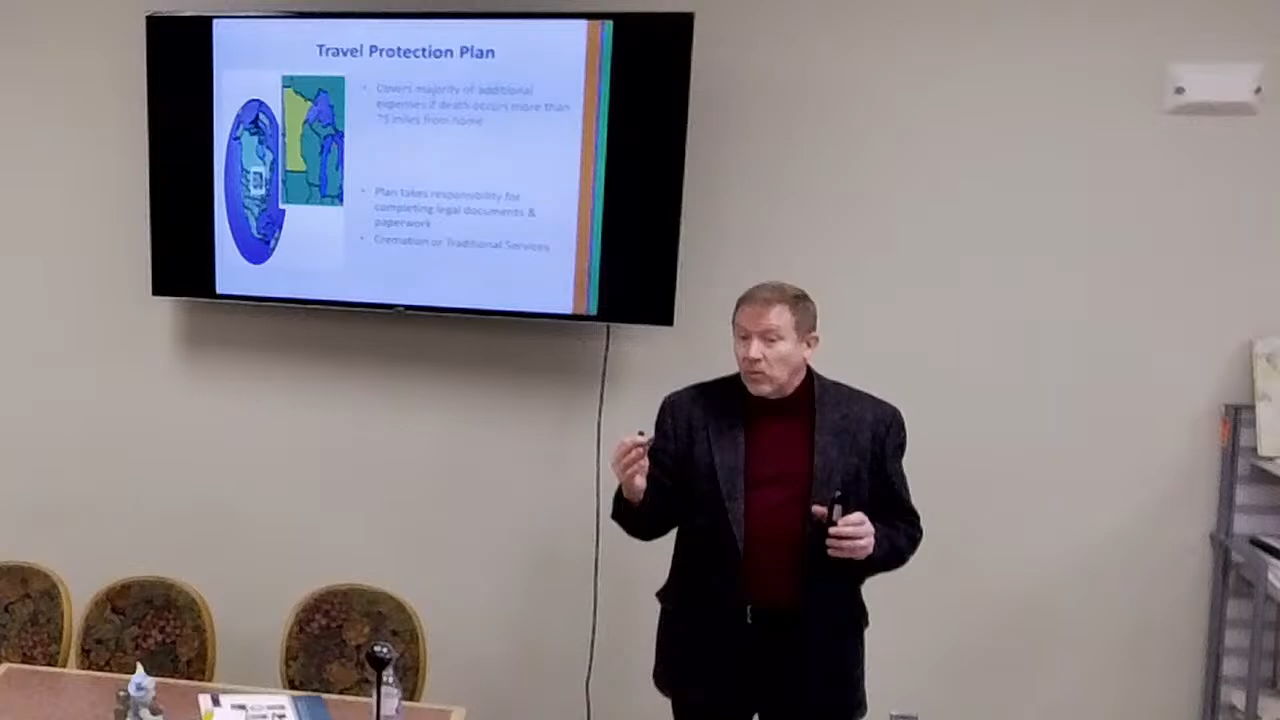 Travel Protection Plan
• Covers majority of additional
expenses if death occurs more than
75 miles from home
• Plan takes responsibility for
completing legal documents &
paperwork
• Cremation or Traditional Services